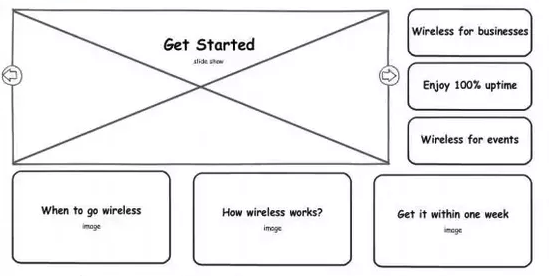 Get Started
slide show
Wireless for businesses
Enjoy 100% uptime
Wireless for events
When to go wireless
image
How wireless works?
image
Get it within one week
image